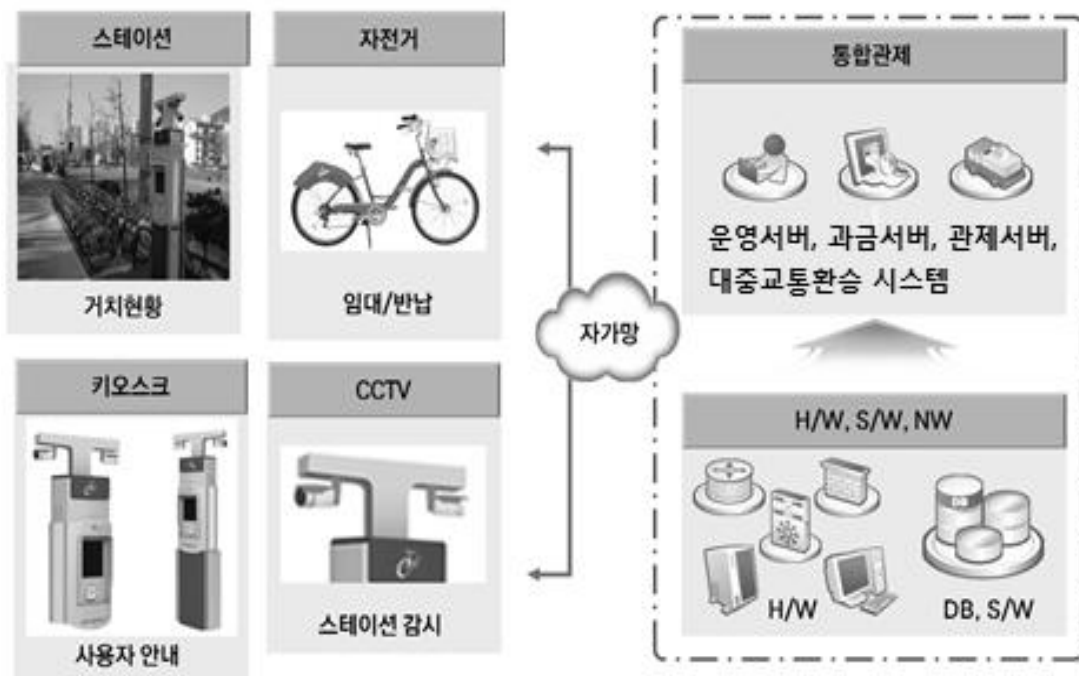 스테이션
거치현황
자전거
임대/반납
키오스크
사용자 안내
CCTV
스테이션 감시
자가망
통합관제
운영서버, 과금서버, 관제서버,
대중교통환승 시스템
H/W, S/W, NW
H/W
DB, S/W